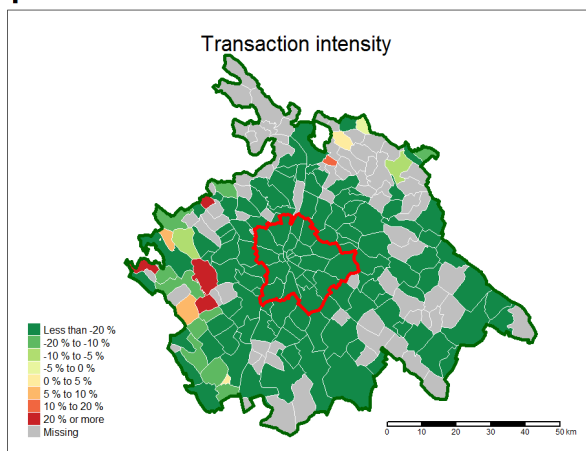 Transaction intensity
Less than -20 %
-20 % to -10 %
-10 % to -5 %
-5 % to 0 %
0 % to 5 %
5 % to 10 %
10 % to 20 %
20 % or more
Missing
0 10 20 30 40 50 km